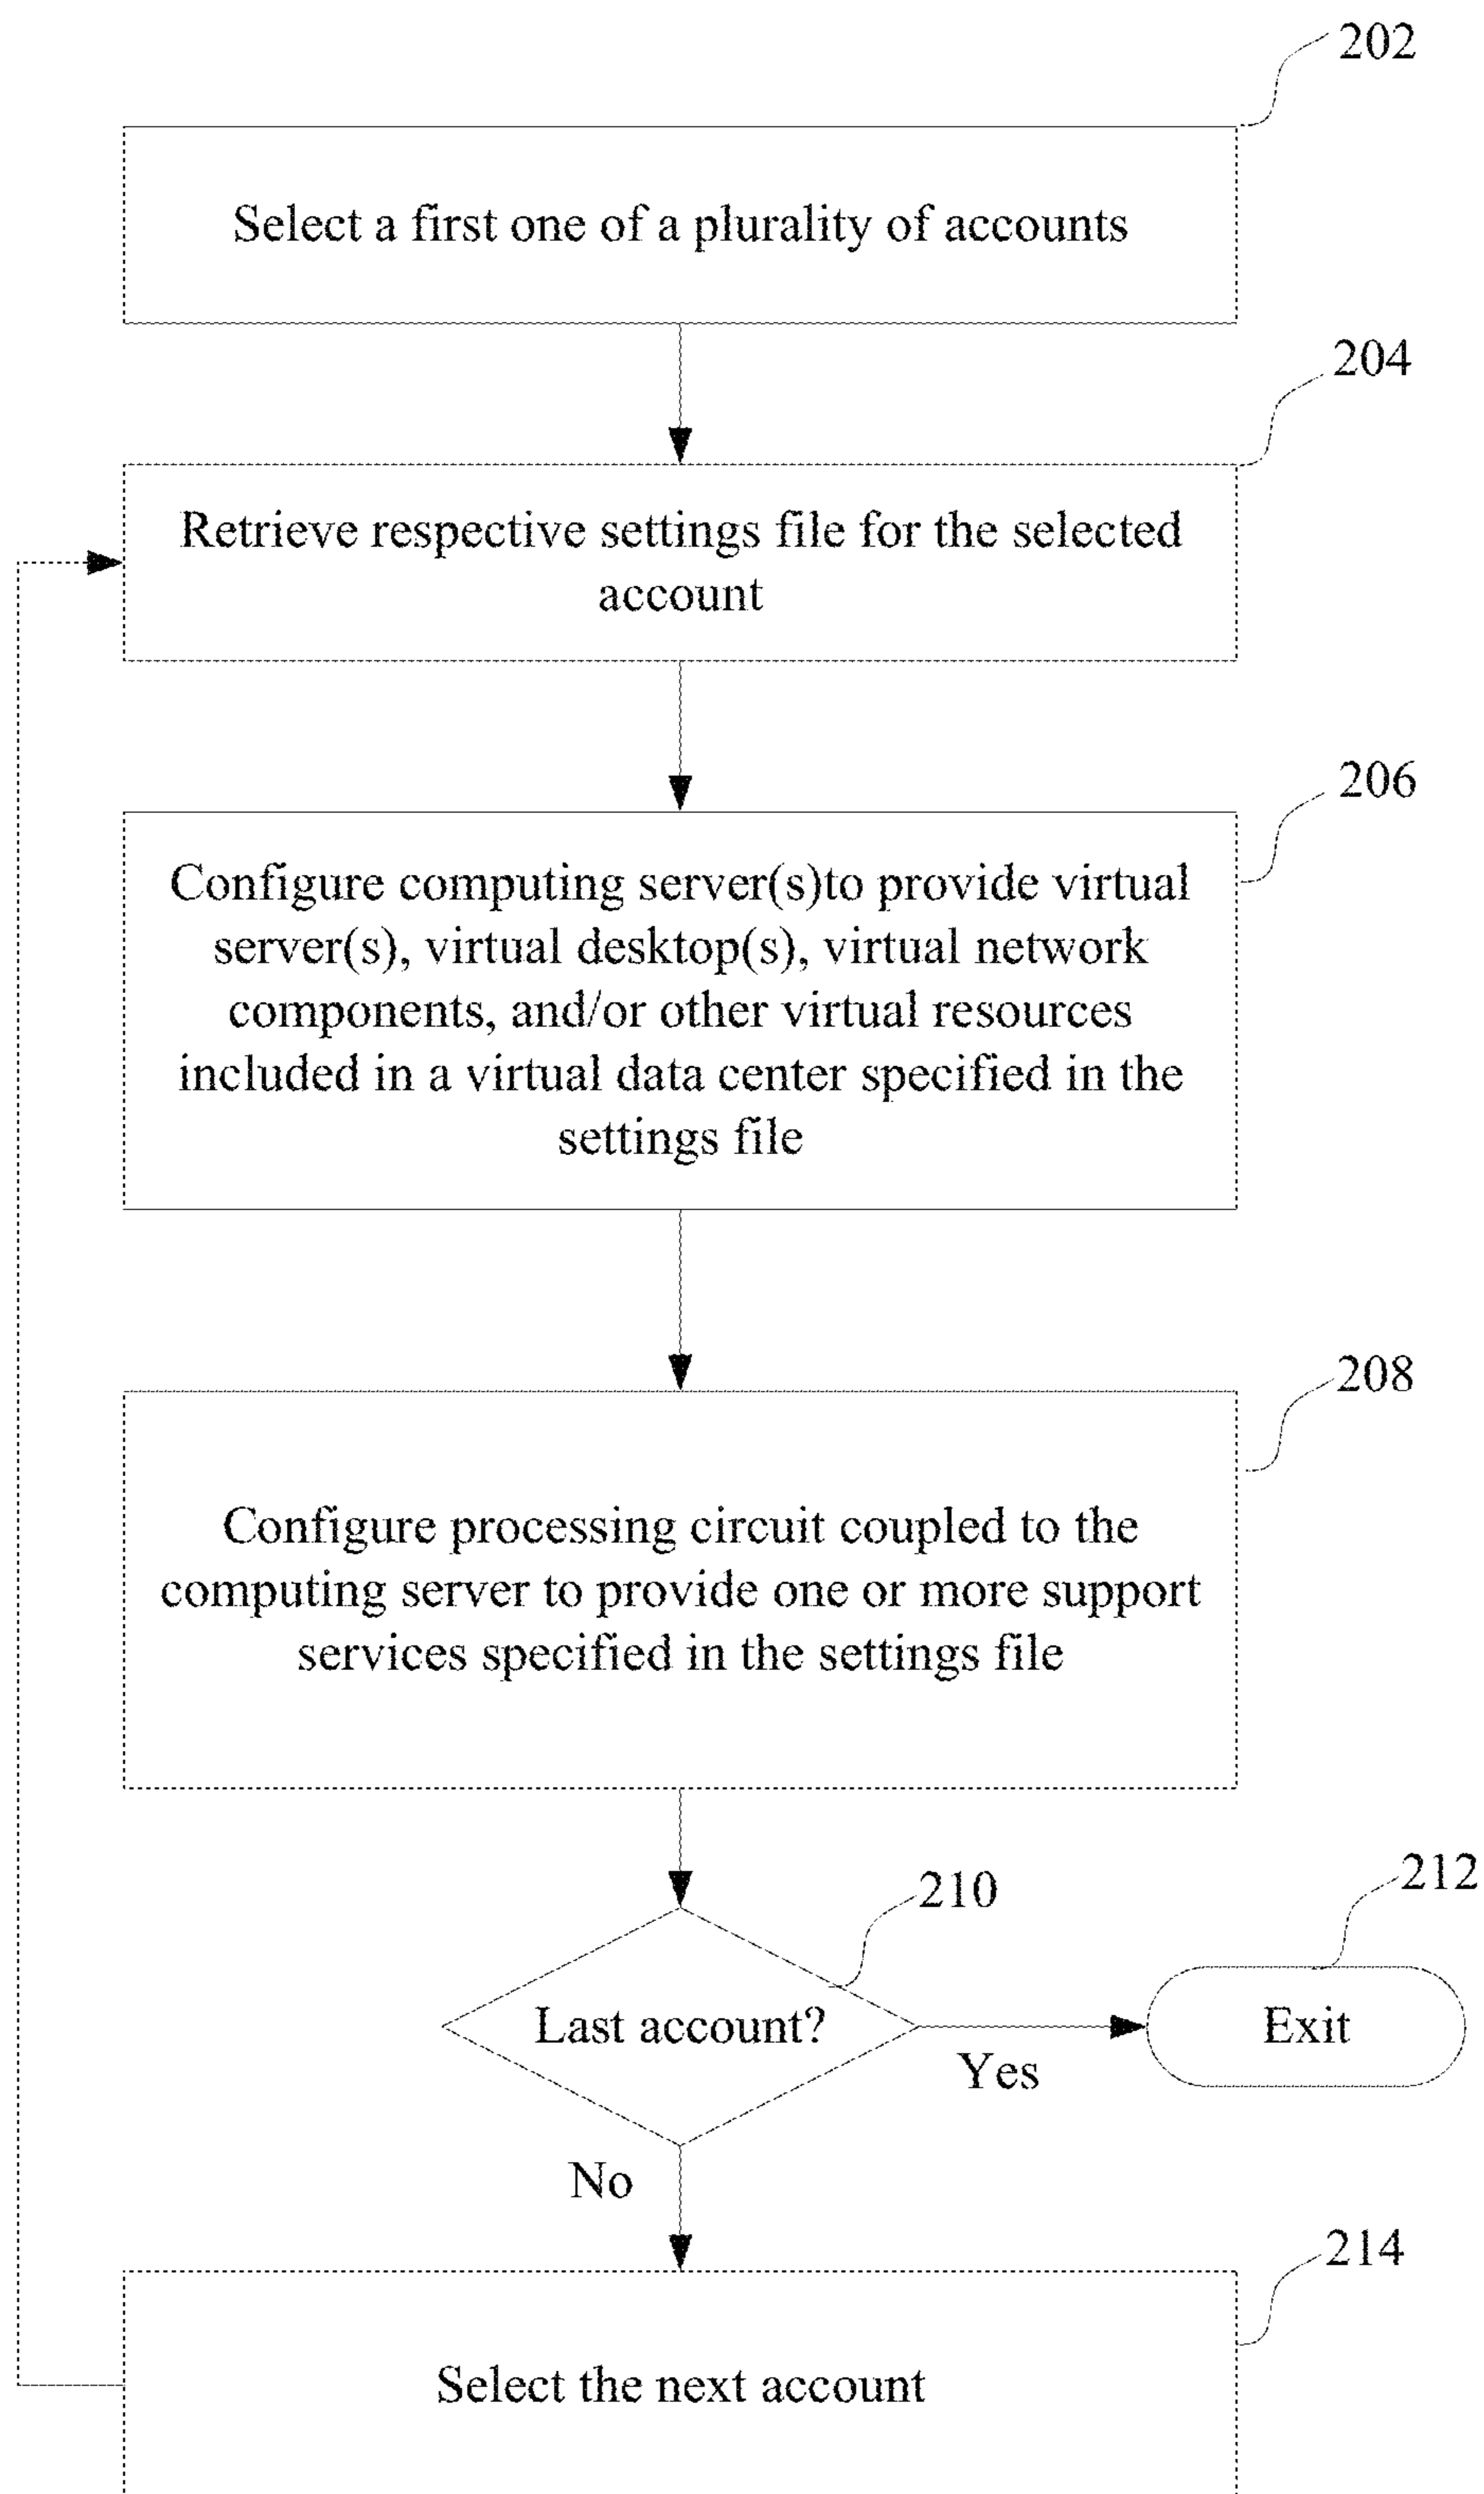 202
Select a first one of a plurality of accounts
204
Retrieve respective settings file for the selected
account
206
Configure computing server(s)to provide virtual
server(s), virtual desktop(s), virtual network
components, and/or other virtual resources
included in a virtual data center specified in the
settings file
208
Configure processing circuit coupled to the
computing server to provide one or more support
services specified in the settings file
210
212
Last account?
Exit
Yes
No
214
Select the next account